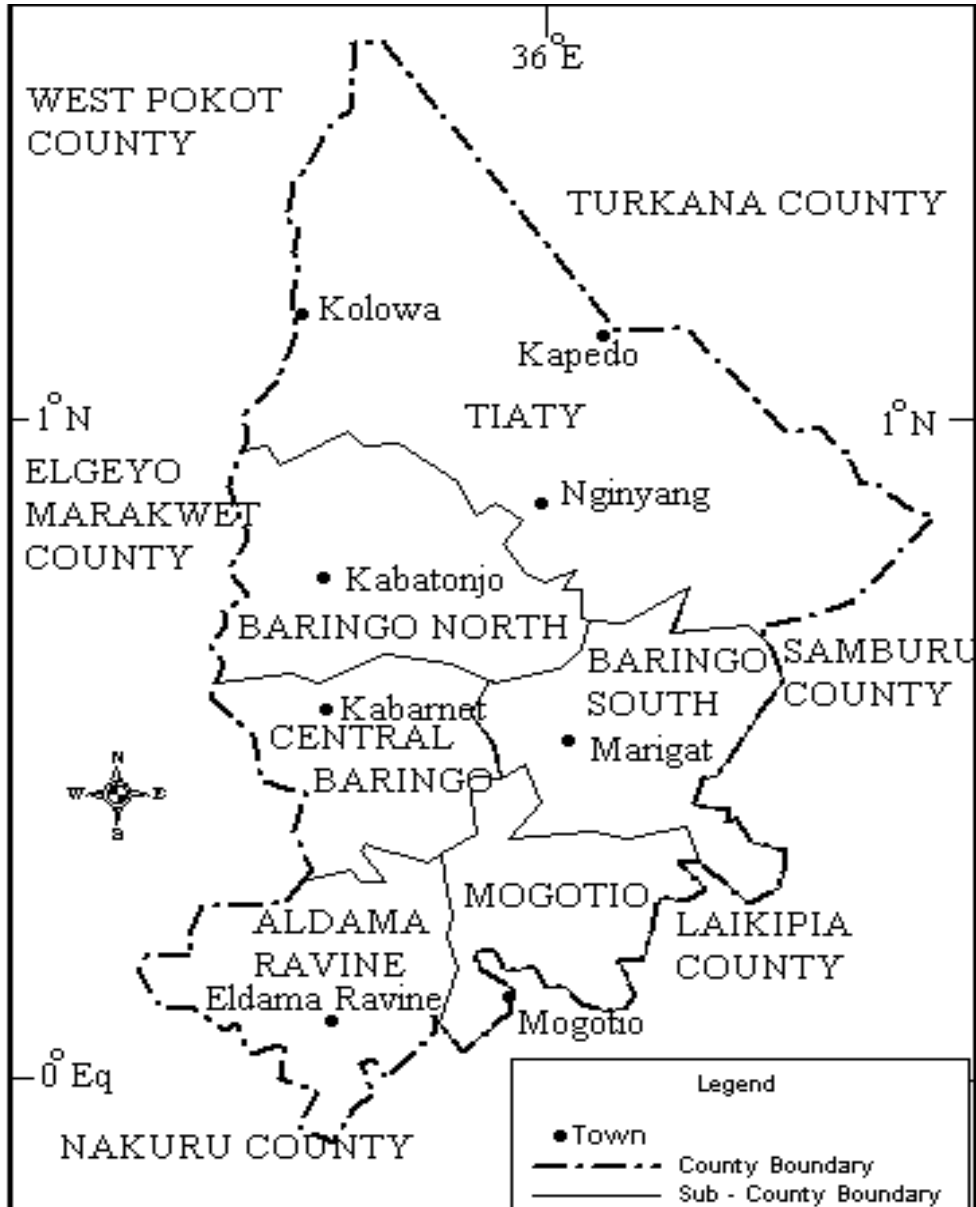 36°E
WEST POKOT
COUNTY
TURKANA COUNTY
Kolowa
Kapedo
TIATY
1°N
1°N
ELGEYO
MARAKWET
COUNTY
Nginyang
Kabatonjo
BARINGO NORTH
BARINGO
SOUTH
SAMBURU
COUNTY
Kabarnet
CENTRAL
BARINGO
Marigat
N
W
E
S
MOGOTIO
ALDAMA
RAVINE
LAIKIPIA
COUNTY
Eldama Ravine
Mogotio
0° Eq
NAKURU COUNTY
Legend
Town
County Boundary
Sub - County Boundary